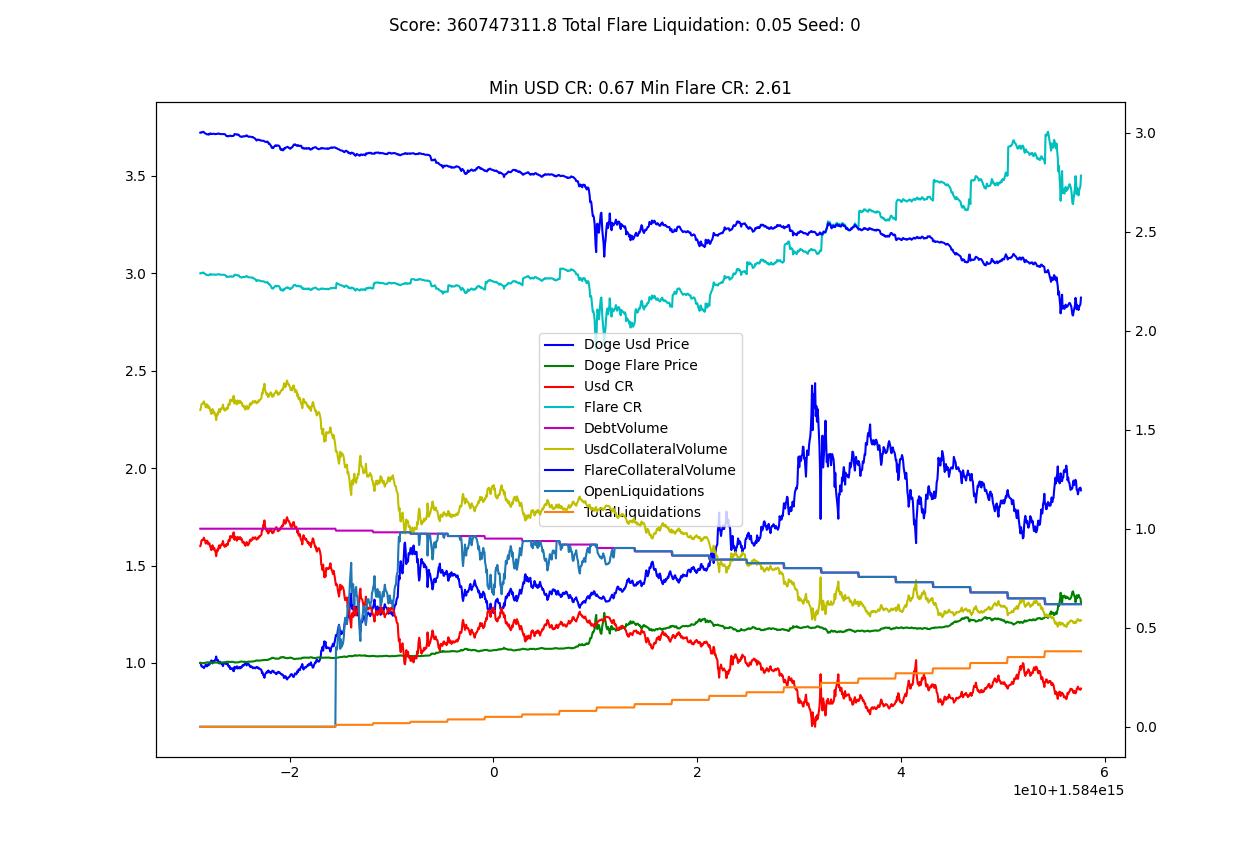 Score: 360747311.8 Total Flare Liquidation: 0.05 Seed: 0
Min USD CR: 0.67 Min Flare CR: 2.61
3.5
3.0
2.5
2.0
1.5
1.0
3.0
2.5
2.0
1.5
1.0
0.5
0.0
Doge Usd Price
Doge Flare Price
Usd CR
Flare CR
DebtVolume
UsdCollateralVolume
FlareCollateralVolume
OpenLiquidations
TotalLiquidations
−2
0
2
4
6
1e10+1.584e15